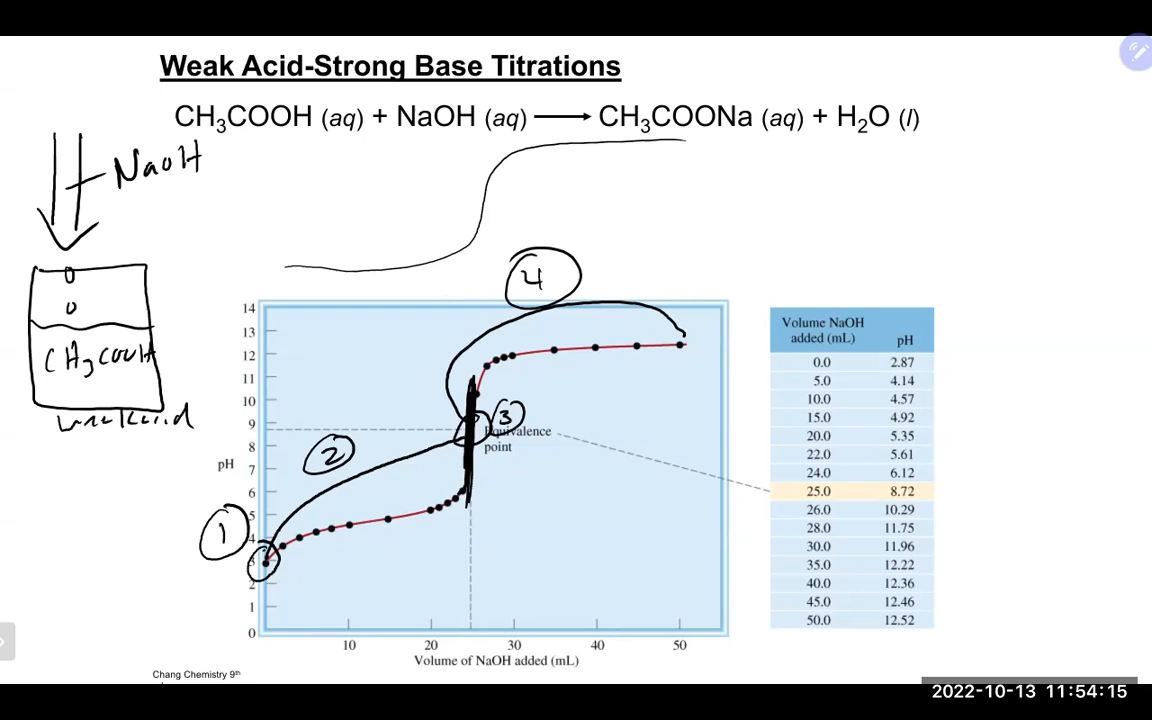 Weak Acid-Strong Base Titrations
CH₃COOH (aq) + NaOH (aq) ⟶ CH₃COONa (aq) + H₂O (l)
NaOH
O
O
CH₃COOH
weak acid
1
2
3
4
14
13
12
11
10
9
8
pH 7
6
5
4
3
2
1
0
Equivalence
point
10 20 30 40 50
Volume of NaOH added (mL)
Volume NaOH
added (mL) pH
0.0 2.87
5.0 4.14
10.0 4.57
15.0 4.92
20.0 5.35
22.0 5.61
24.0 6.12
25.0 8.72
26.0 10.29
28.0 11.75
30.0 11.96
35.0 12.22
40.0 12.36
45.0 12.46
50.0 12.52
Chang Chemistry 9th
2022-10-13 11:54:15